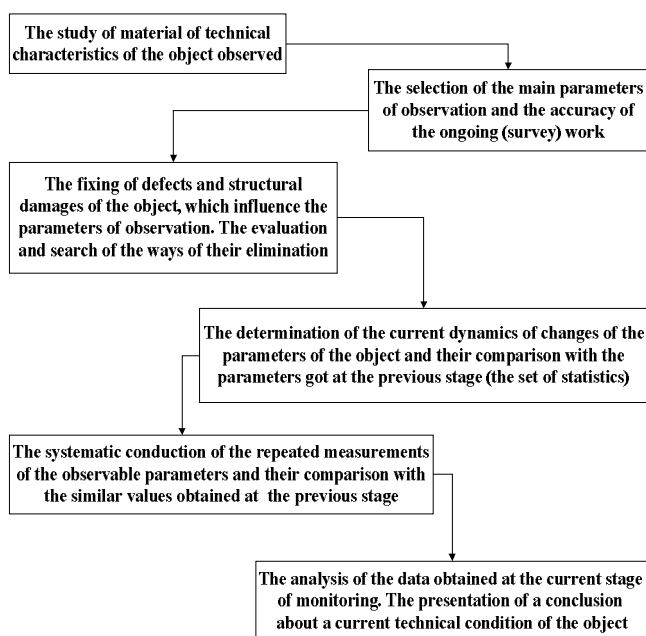 The study of material of technical
characteristics of the object observed
The selection of the main parameters
of observation and the accuracy of
the ongoing (survey) work
The fixing of defects and structural
damages of the object, which influence the
parameters of observation. The evaluation
and search of the ways of their elimination
The determination of the current dynamics of changes of the
parameters of the object and their comparison with the
parameters got at the previous stage (the set of statistics)
The systematic conduction of the repeated measurements
of the observable parameters and their comparison with
the similar values obtained at the previous stage
The analysis of the data obtained at the current stage
of monitoring. The presentation of a conclusion
about a current technical condition of the object